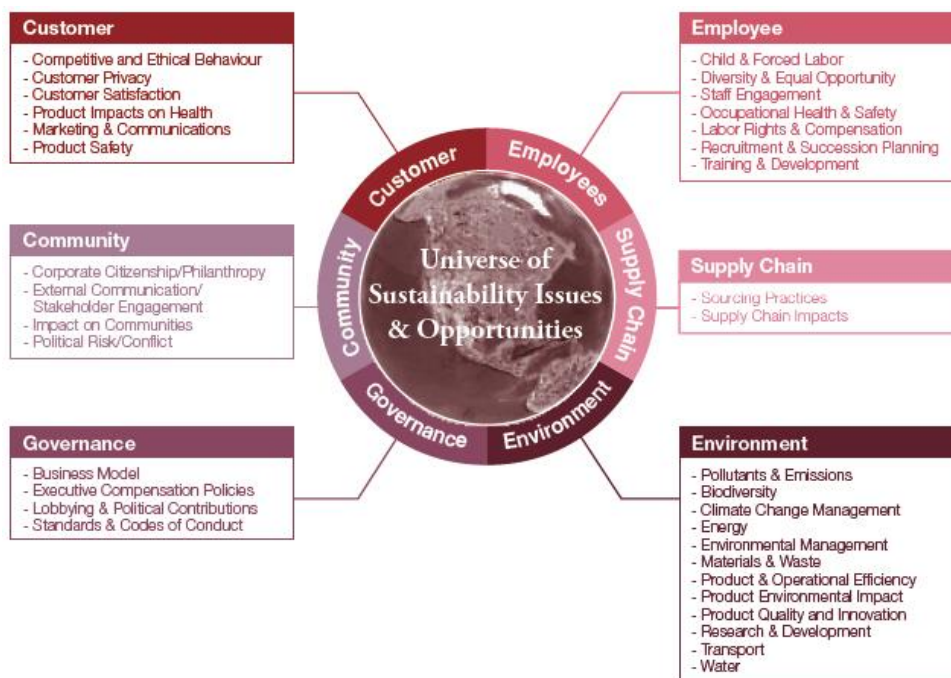 Customer
- Competitive and Ethical Behaviour
- Customer Privacy
- Customer Satisfaction
- Product Impacts on Health
- Marketing & Communications
- Product Safety
Employee
- Child & Forced Labor
- Diversity & Equal Opportunity
- Staff Engagement
- Occupational Health & Safety
- Labor Rights & Compensation
- Recruitment & Succession Planning
- Training & Development
Customer
Employees
Community
Supply Chain
Governance
Environment
Universe of
Sustainability Issues
& Opportunities
Community
- Corporate Citizenship/Philanthropy
- External Communication/
Stakeholder Engagement
- Impact on Communities
- Political Risk/Conflict
Supply Chain
- Sourcing Practices
- Supply Chain Impacts
Governance
- Business Model
- Executive Compensation Policies
- Lobbying & Political Contributions
- Standards & Codes of Conduct
Environment
- Pollutants & Emissions
- Biodiversity
- Climate Change Management
- Energy
- Environmental Management
- Materials & Waste
- Product & Operational Efficiency
- Product Environmental Impact
- Product Quality and Innovation
- Research & Development
- Transport
- Water